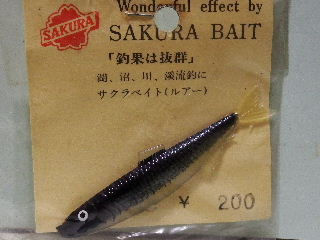 SAKURA
Wonderful effect by
SAKURA BAIT
「釣果は抜群」
湖、沼、川、渓流釣に
サクラベイト(ルアー)
¥ 200